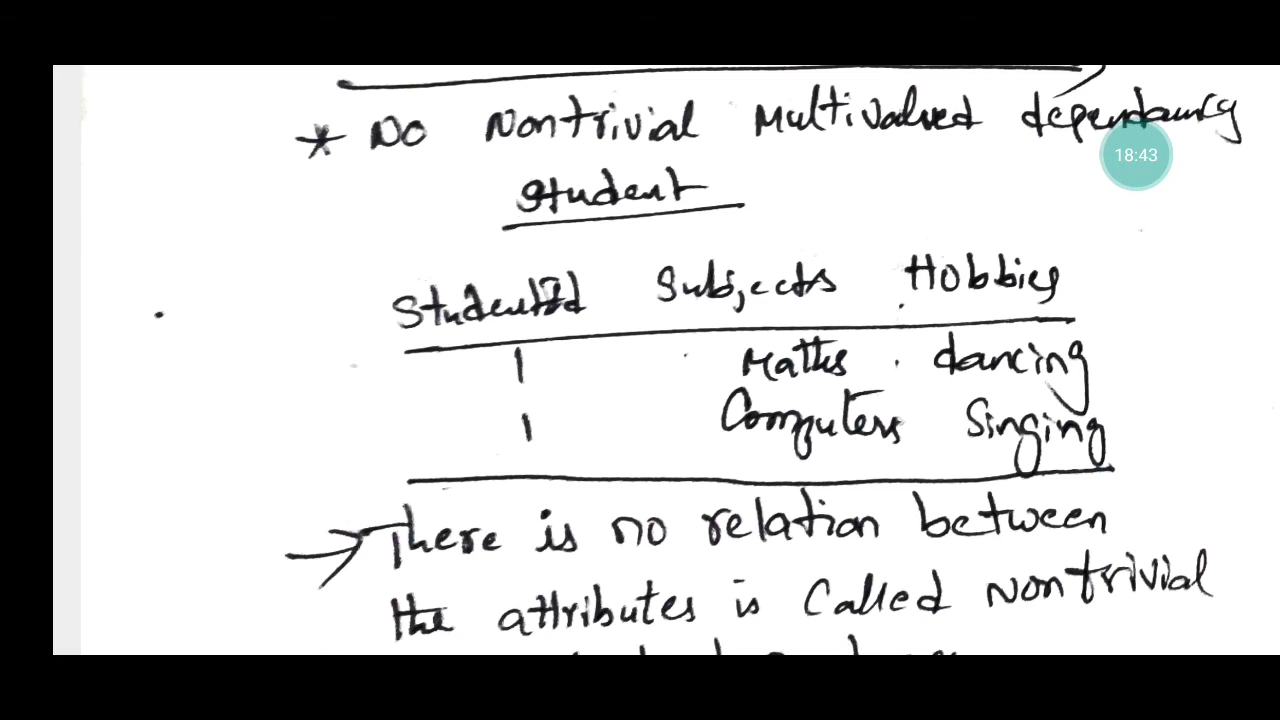 * No Nontrivial Multivalued dependancy
18:43
Student
StudentId Subjects Hobbies
1 Maths dancing
1 Computers Singing
There is no relation between
the attributes is called nontrivial